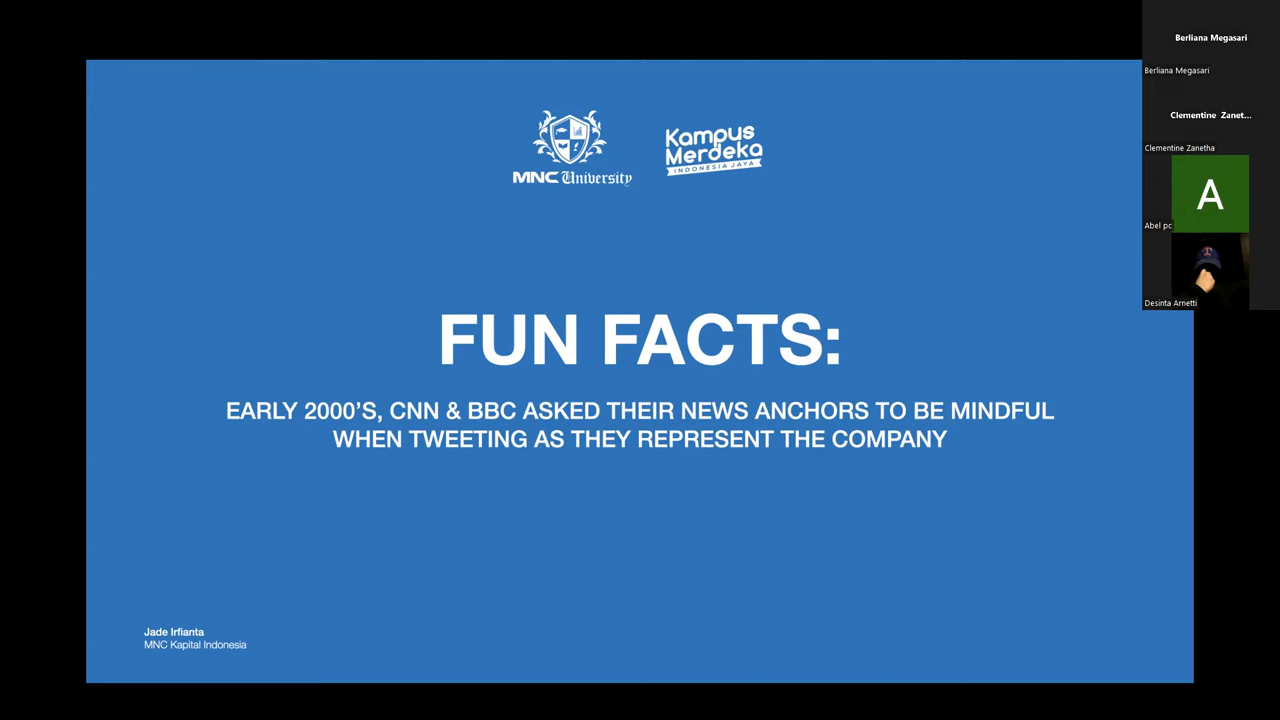 MNC University
Kampus
Merdeka
INDONESIA JAYA
FUN FACTS:
EARLY 2000'S, CNN & BBC ASKED THEIR NEWS ANCHORS TO BE MINDFUL
WHEN TWEETING AS THEY REPRESENT THE COMPANY
Jade Irfianta
MNC Kapital Indonesia
Berliana Megasari
Berliana Megasari
Clementine Zanet...
Clementine Zanetha
A
Abel pc
T
Desinta Arnetti